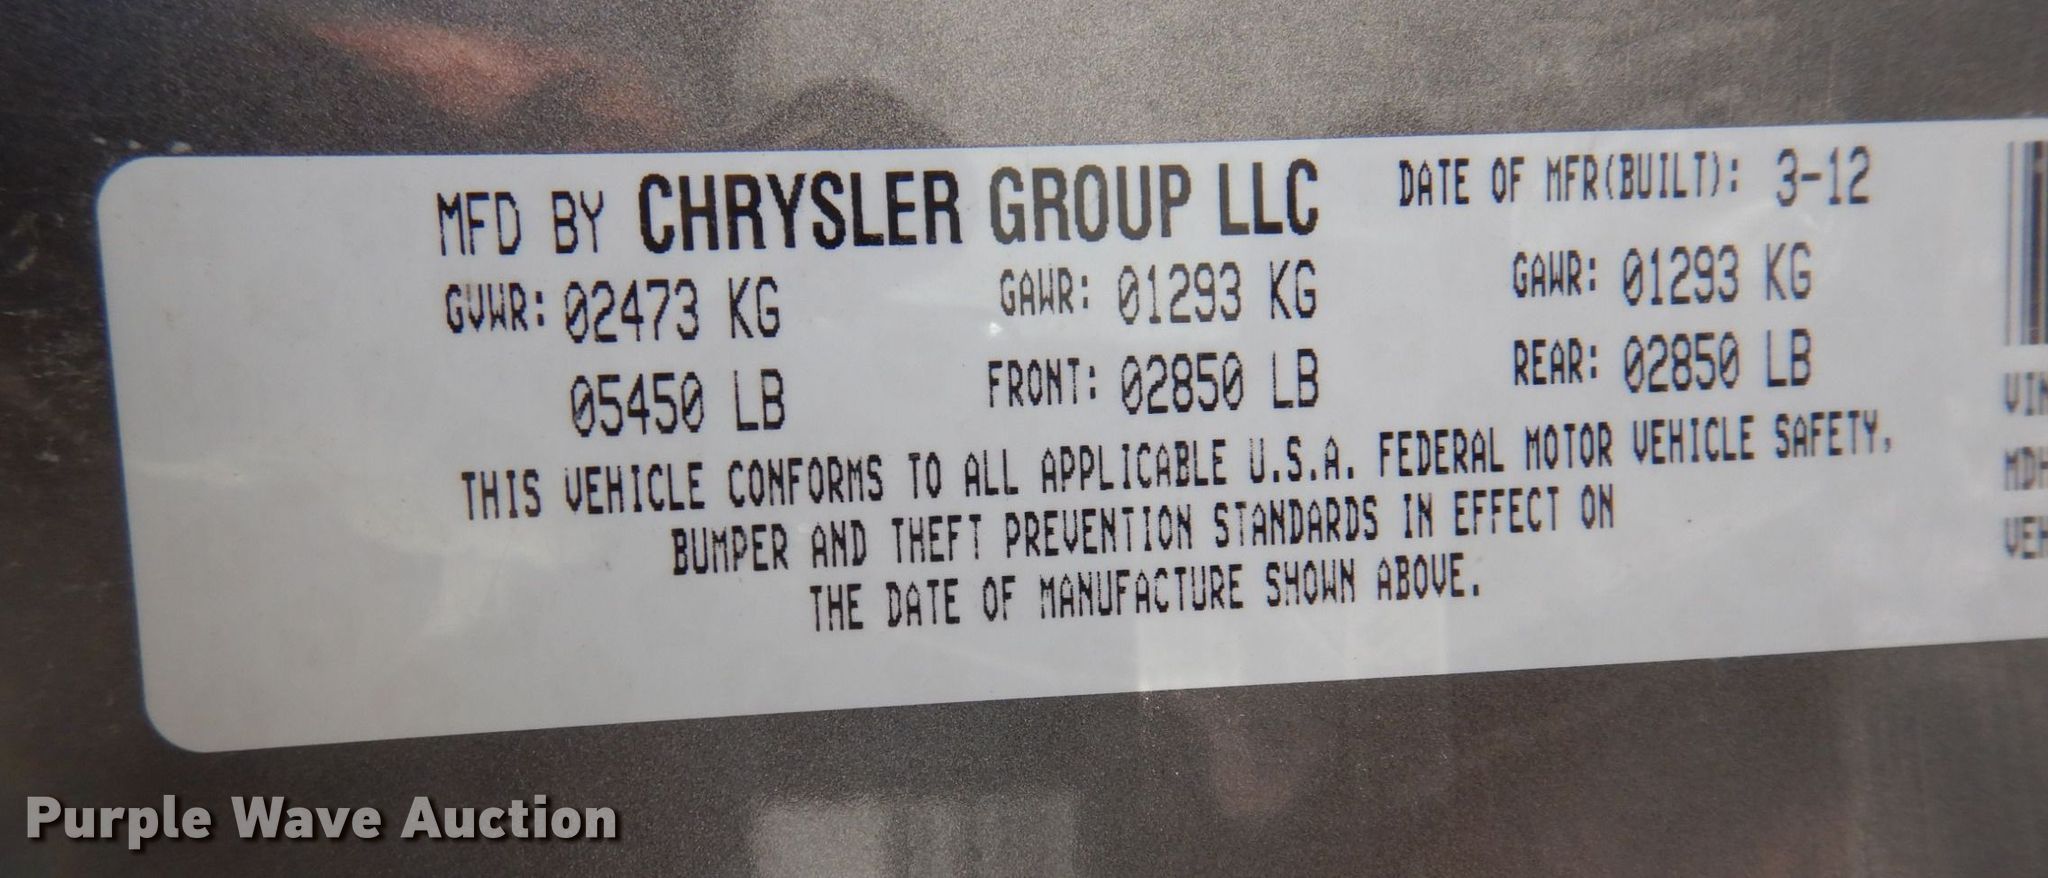 MFD BY CHRYSLER GROUP LLC DATE OF MFR(BUILT): 3-12
GVWR: 02473 KG GAWR: 01293 KG GAWR: 01293 KG
05450 LB FRONT: 02850 LB REAR: 02850 LB
THIS VEHICLE CONFORMS TO ALL APPLICABLE U.S.A. FEDERAL MOTOR VEHICLE SAFETY,
BUMPER AND THEFT PREVENTION STANDARDS IN EFFECT ON
THE DATE OF MANUFACTURE SHOWN ABOVE.
Purple Wave Auction